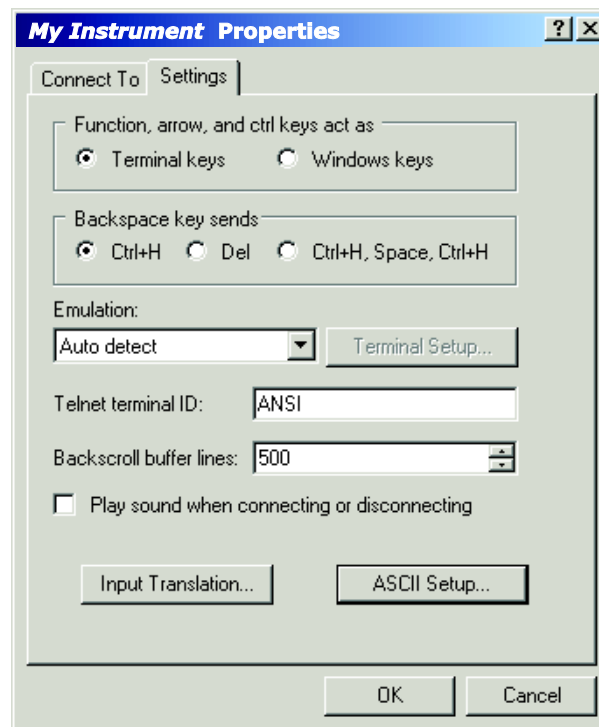 My Instrument Properties
Connect To Settings
Function, arrow, and ctrl keys act as
Terminal keys Windows keys
Backspace key sends
Ctrl+H Del Ctrl+H, Space, Ctrl+H
Emulation:
Auto detect Terminal Setup...
Telnet terminal ID: ANSI
Backscroll buffer lines: 500
Play sound when connecting or disconnecting
Input Translation... ASCII Setup...
OK Cancel